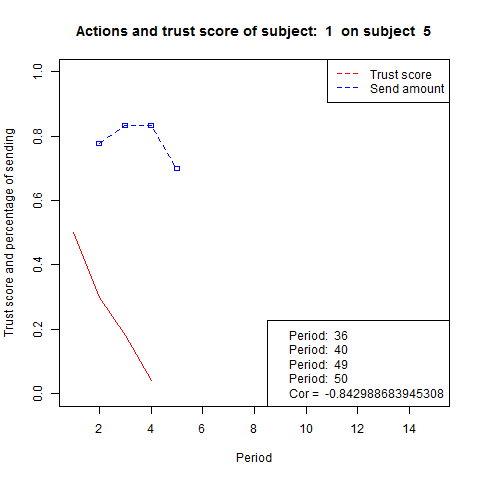 Actions and trust score of subject:  1  on subject  5
Trust score
Send amount
Trust score and percentage of sending
1.0
0.8
0.6
0.4
0.2
0.0
Period:  36
Period:  40
Period:  49
Period:  50
Cor =  -0.842988683945308
2 4 6 8 10 12 14
Period